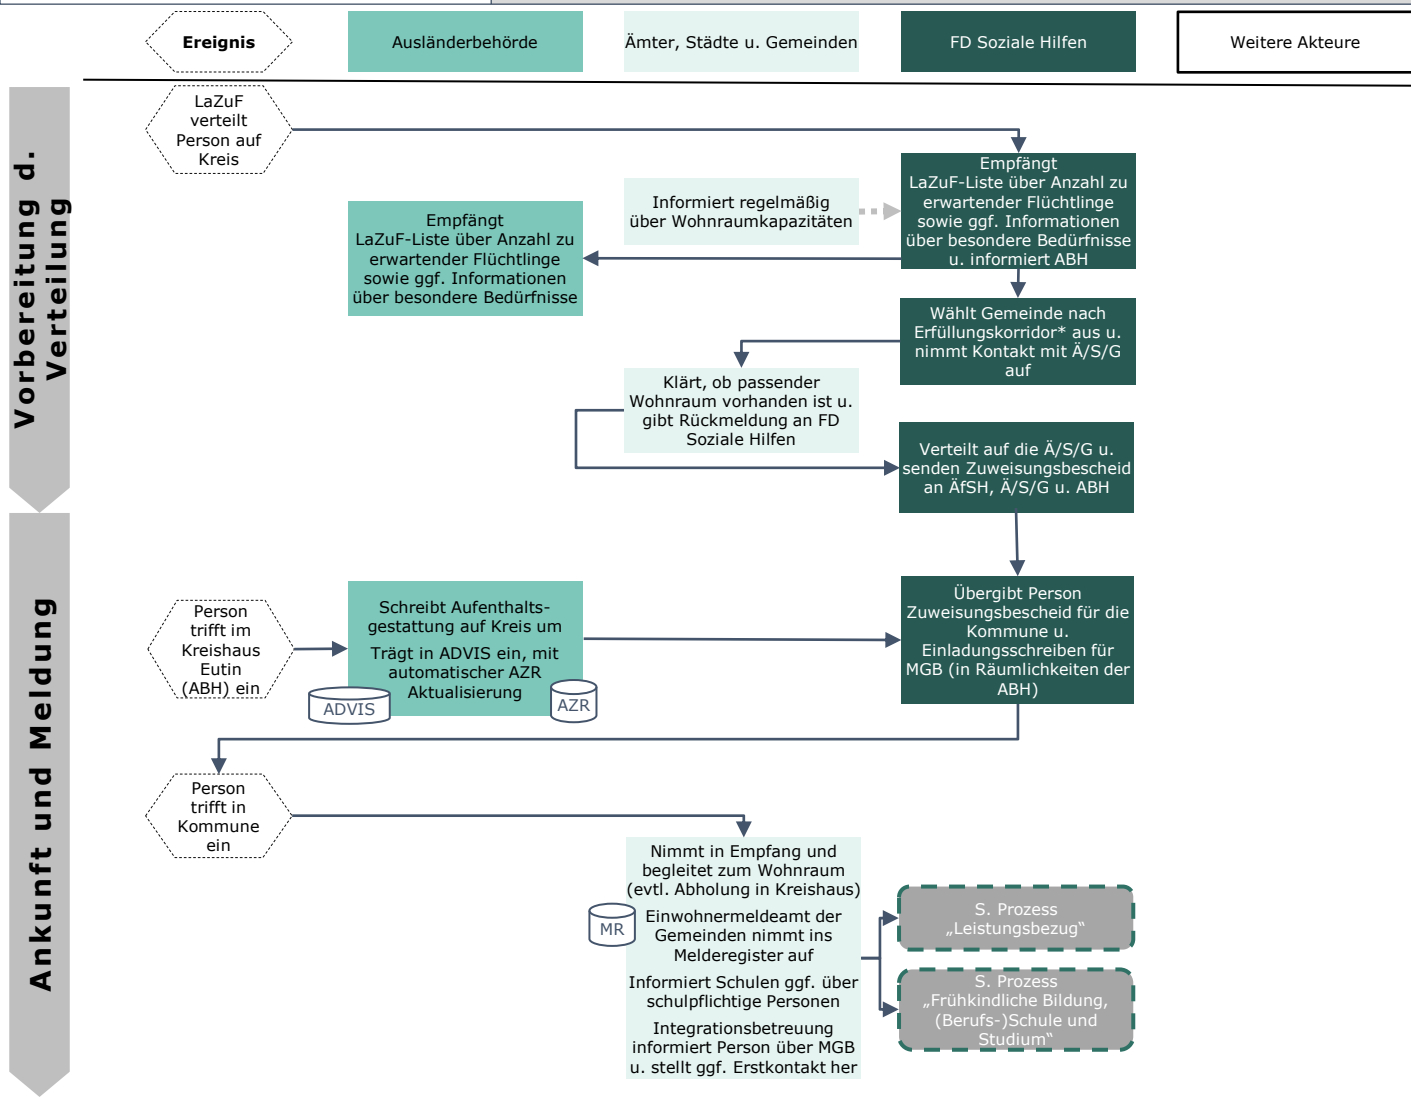 Ereignis
Ausländerbehörde
Ämter, Städte u. Gemeinden
FD Soziale Hilfen
Weitere Akteure
Vorbereitung d.
Verteilung
LaZuF
verteilt
Person auf
Kreis
Empfängt
LaZuF-Liste über Anzahl zu
erwartender Flüchtlinge
sowie ggf. Informationen
über besondere Bedürfnisse
u. informiert ABH
Informiert regelmäßig
über Wohnraumkapazitäten
Empfängt
LaZuF-Liste über Anzahl zu
erwartender Flüchtlinge
sowie ggf. Informationen
über besondere Bedürfnisse
Wählt Gemeinde nach
Erfüllungskorridor* aus u.
nimmt Kontakt mit Ä/S/G
auf
Klärt, ob passender
Wohnraum vorhanden ist u.
gibt Rückmeldung an FD
Soziale Hilfen
Verteilt auf die Ä/S/G u.
senden Zuweisungsbescheid
an ÄfSH, Ä/S/G u. ABH
Ankunft und Meldung
Person
trifft im
Kreishaus
Eutin
(ABH) ein
Schreibt Aufenthalts-
gestattung auf Kreis um
Trägt in ADVIS ein, mit
automatischer AZR
Aktualisierung
ADVIS
AZR
Übergibt Person
Zuweisungsbescheid für die
Kommune u.
Einladungsschreiben für
MGB (in Räumlichkeiten der
ABH)
Person
trifft in
Kommune
ein
Nimmt in Empfang und
begleitet zum Wohnraum
(evtl. Abholung in Kreishaus)
Einwohnermeldeamt der
Gemeinden nimmt ins
Melderegister auf
Informiert Schulen ggf. über
schulpflichtige Personen
Integrationsbetreuung
informiert Person über MGB
u. stellt ggf. Erstkontakt her
MR
S. Prozess
„Leistungsbezug“
S. Prozess
„Frühkindliche Bildung,
(Berufs-)Schule und
Studium“